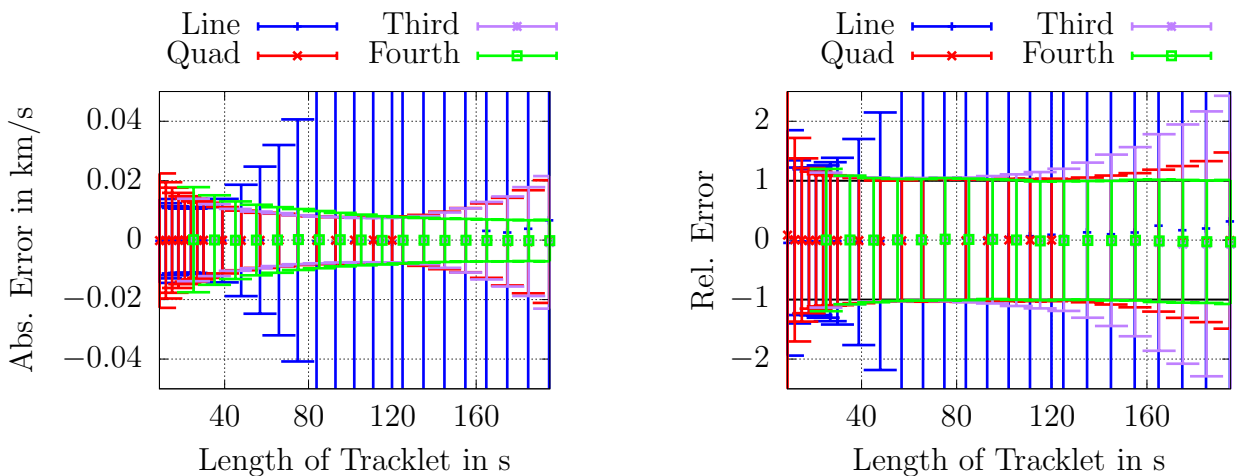 Line
Third
Quad
Fourth
Abs. Error in km/s
0.04
0.02
0
−0.02
−0.04
40 80 120 160
Length of Tracklet in s
Line
Third
Quad
Fourth
Rel. Error
2
1
0
−1
−2
40 80 120 160
Length of Tracklet in s